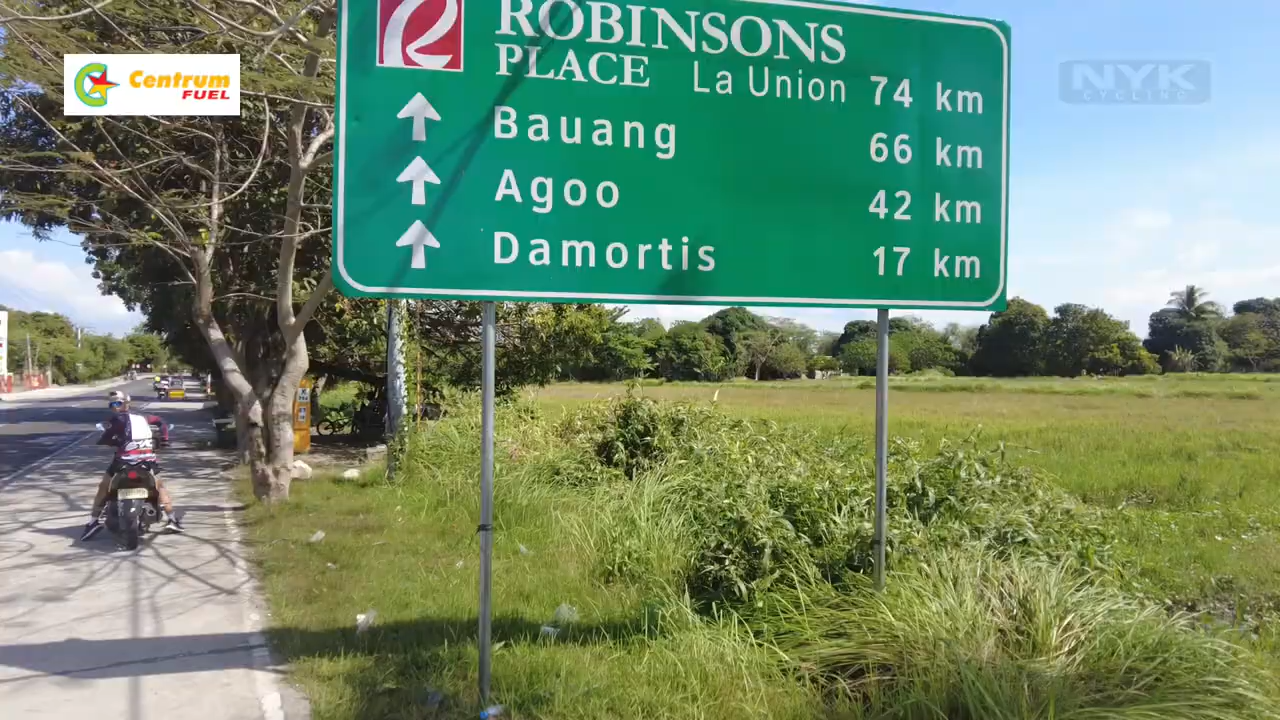 ROBINSONS
PLACE La Union 74 km
Bauang 66 km
Agoo 42 km
Damortis 17 km
Centrum
FUEL
NYK
CYCLING